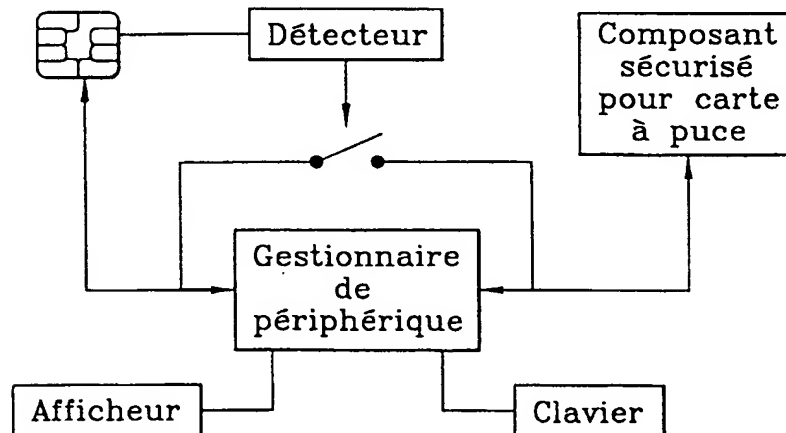 Détecteur
Composant
sécurisé
pour carte
à puce
Gestionnaire
de
périphérique
Afficheur
Clavier